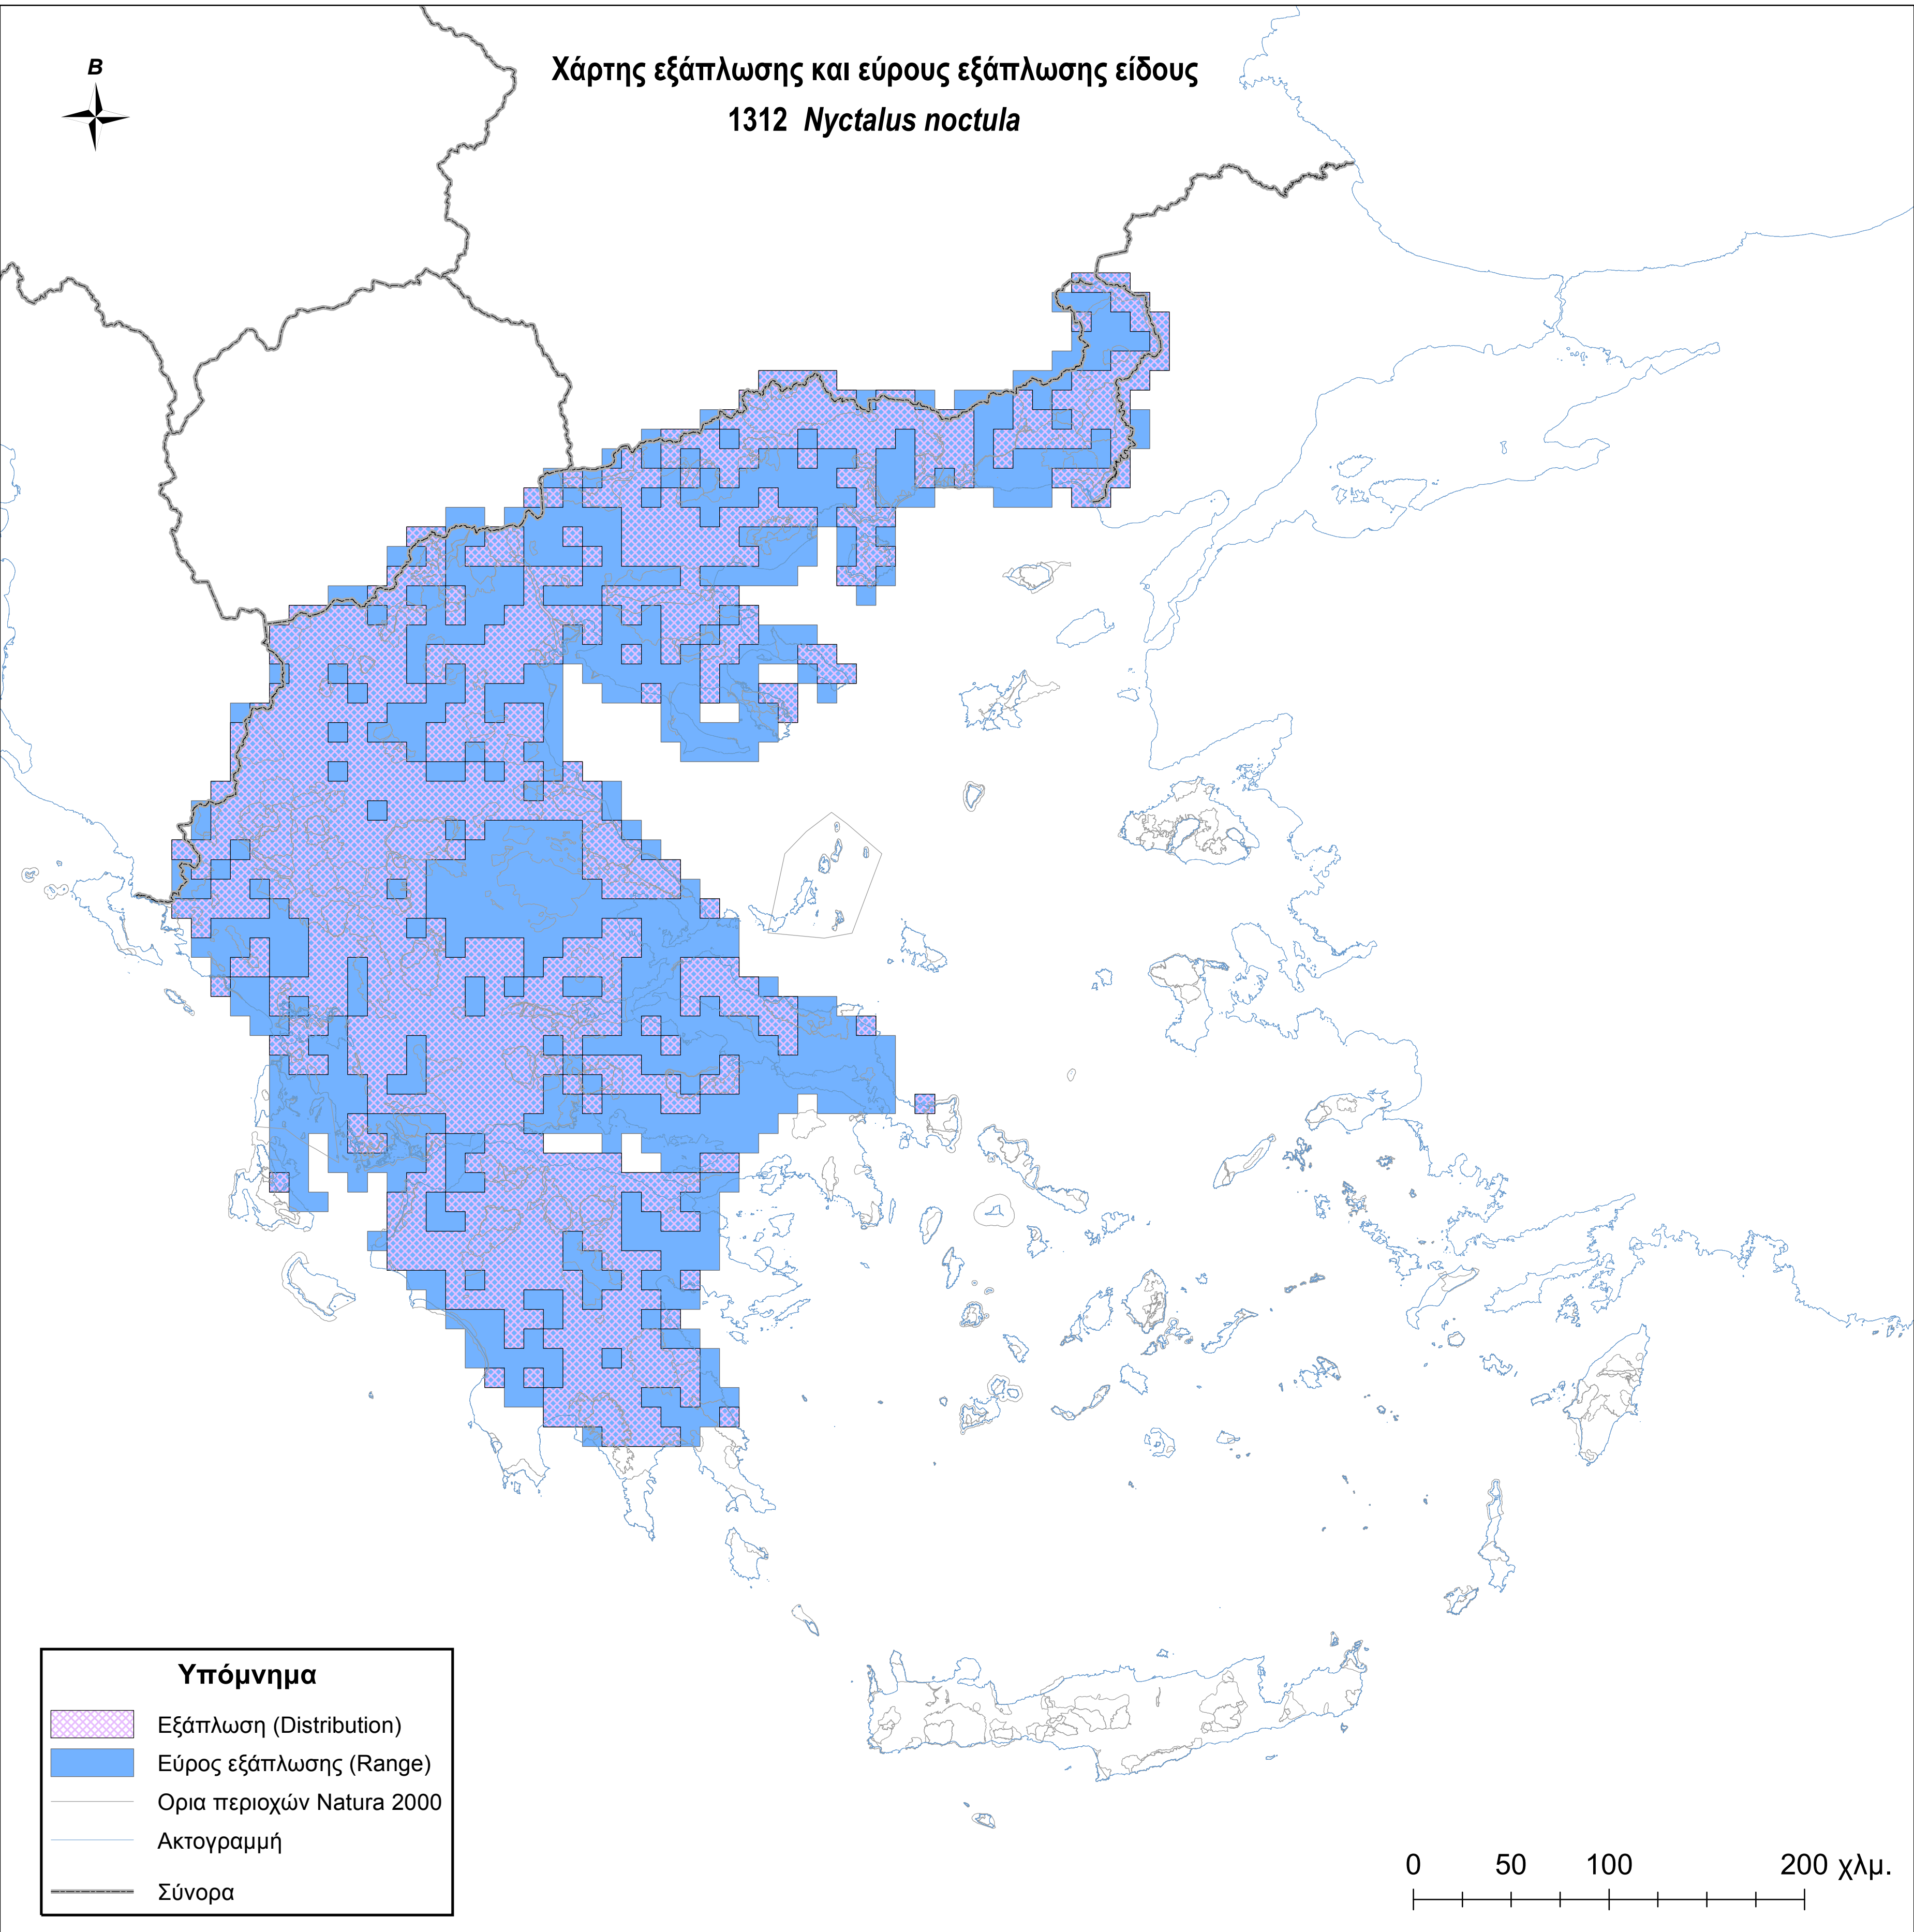 Χάρτης εξάπλωσης και εύρους εξάπλωσης είδους
1312 Nyctalus noctula
Β
Υπόμνημα
Εξάπλωση (Distribution)
Εύρος εξάπλωσης (Range)
Ορια περιοχών Natura 2000
Ακτογραμμή
Σύνορα
0 50 100 200 χλμ.